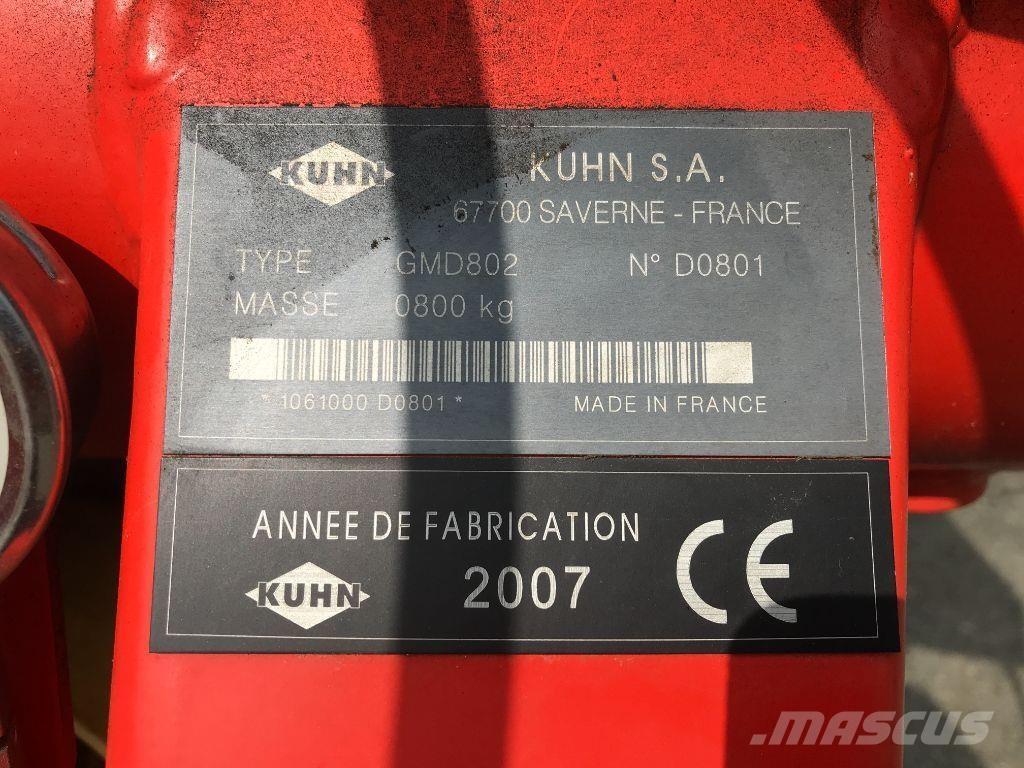 KUHN KUHN S.A.
67700 SAVERNE - FRANCE
TYPE GMD802 N° D0801
MASSE 0800 kg
* 1061000 D0801 * MADE IN FRANCE
ANNEE DE FABRICATION CE
KUHN 2007
MASCUS